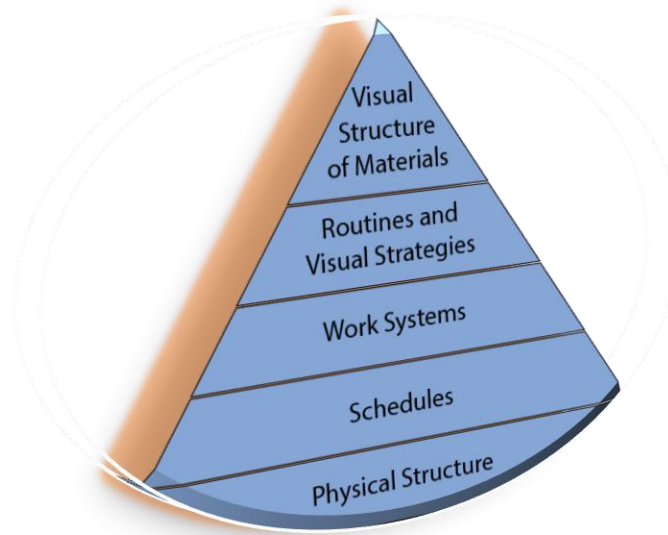 Visual
Structure
of Materials
Routines and
Visual Strategies
Work Systems
Schedules
Physical Structure